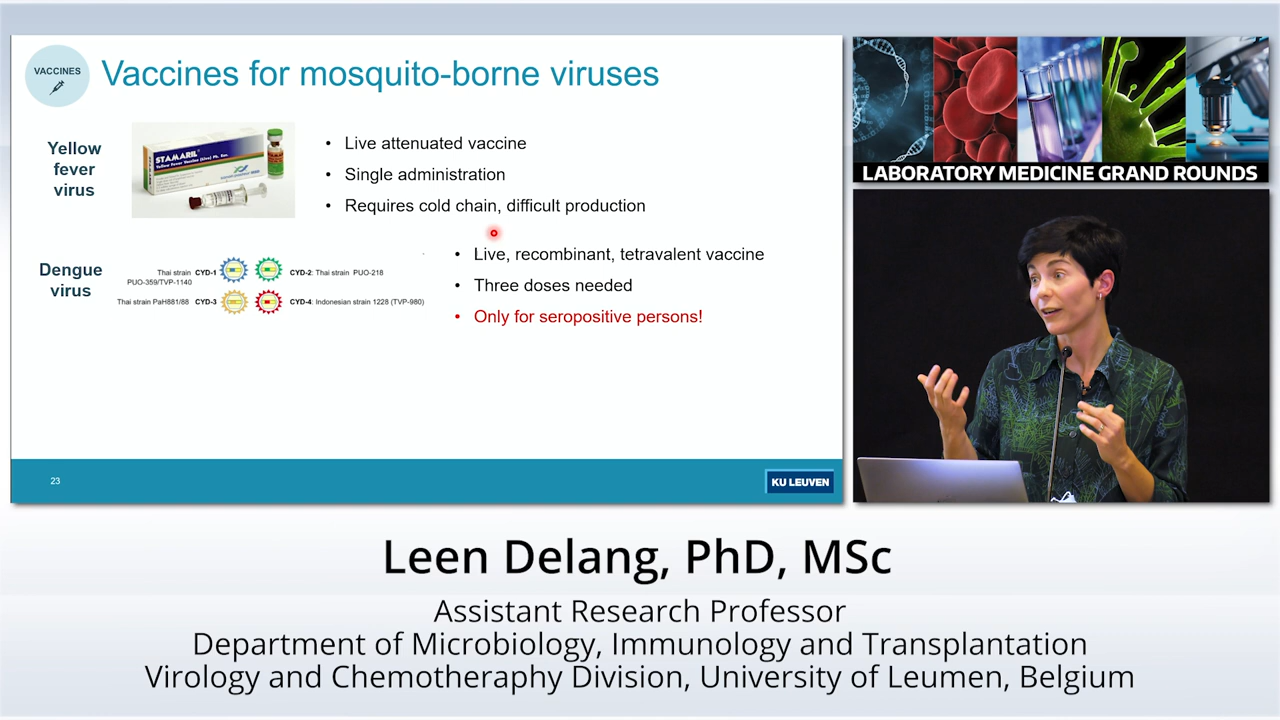 VACCINES
Vaccines for mosquito-borne viruses
Yellow
fever
virus
STAMARIL
• Live attenuated vaccine
• Single administration
• Requires cold chain, difficult production
Dengue
virus
Thai strain CYD-1
PUO-359/TVP-1140
CYD-2: Thai strain PUO-218
Thai strain PaH881/88 CYD-3
CYD-4: Indonesian strain 1228 (TVP-980)
• Live, recombinant, tetravalent vaccine
• Three doses needed
• Only for seropositive persons!
23
KU LEUVEN
LABORATORY MEDICINE GRAND ROUNDS
Leen Delang, PhD, MSc
Assistant Research Professor
Department of Microbiology, Immunology and Transplantation
Virology and Chemotheraphy Division, University of Leumen, Belgium